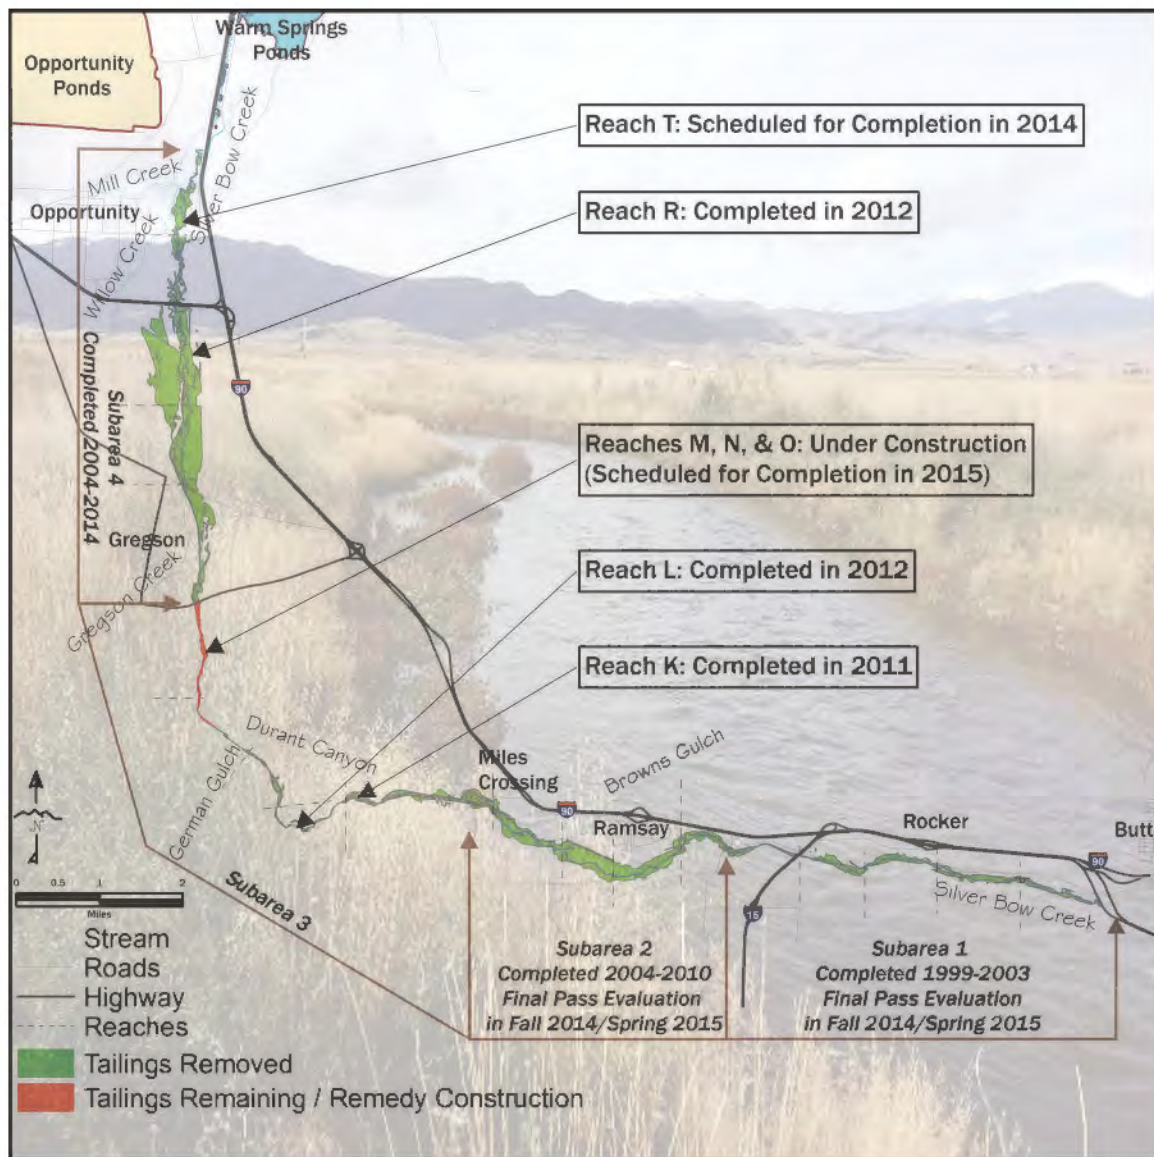 Warm Springs
Ponds
Opportunity
Ponds
Silver Bow Creek
Reach T: Scheduled for Completion in 2014
Mill Creek
Opportunity
Reach R: Completed in 2012
Willow Creek
90
Subarea 4
Completed 2004-2014
Reaches M, N, & O: Under Construction
(Scheduled for Completion in 2015)
Gregson
Gregson Creek
Reach L: Completed in 2012
Reach K: Completed in 2011
Durant Canyon
German Gulch
Miles
Crossing
Browns Gulch
90
Ramsay
Rocker
Butt
90
Silver Bow Creek
15
N
0 0.5 1 2
Miles
Subarea 3
Subarea 2
Completed 2004-2010
Final Pass Evaluation
in Fall 2014/Spring 2015
Subarea 1
Completed 1999-2003
Final Pass Evaluation
in Fall 2014/Spring 2015
Stream
Roads
Highway
Reaches
Tailings Removed
Tailings Remaining / Remedy Construction